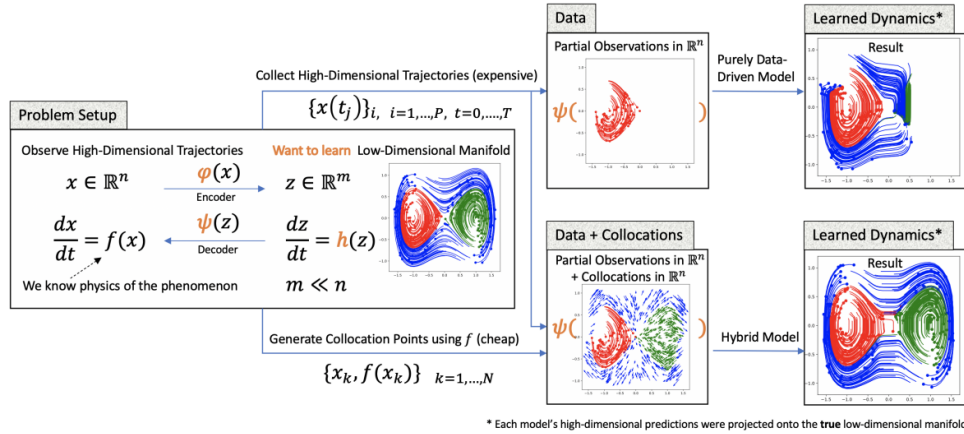 Problem Setup
Observe High-Dimensional Trajectories
x ∈ ℝⁿ
φ(x)
Encoder
ψ(z)
Decoder
dx/dt = f(x)
We know physics of the phenomenon
Want to learn Low-Dimensional Manifold
z ∈ ℝᵐ
dz/dt = h(z)
m ≪ n
Collect High-Dimensional Trajectories (expensive)
{x(tⱼ)}ᵢ, i=1,...,P, t=0,....,T
Generate Collocation Points using f (cheap)
{xₖ, f(xₖ)} k=1,...,N
Data
Partial Observations in ℝⁿ
ψ( )
Purely Data-
Driven Model
Learned Dynamics*
Result
Data + Collocations
Partial Observations in ℝⁿ
+ Collocations in ℝⁿ
ψ( )
Hybrid Model
Learned Dynamics*
Result
* Each model's high-dimensional predictions were projected onto the true low-dimensional manifold